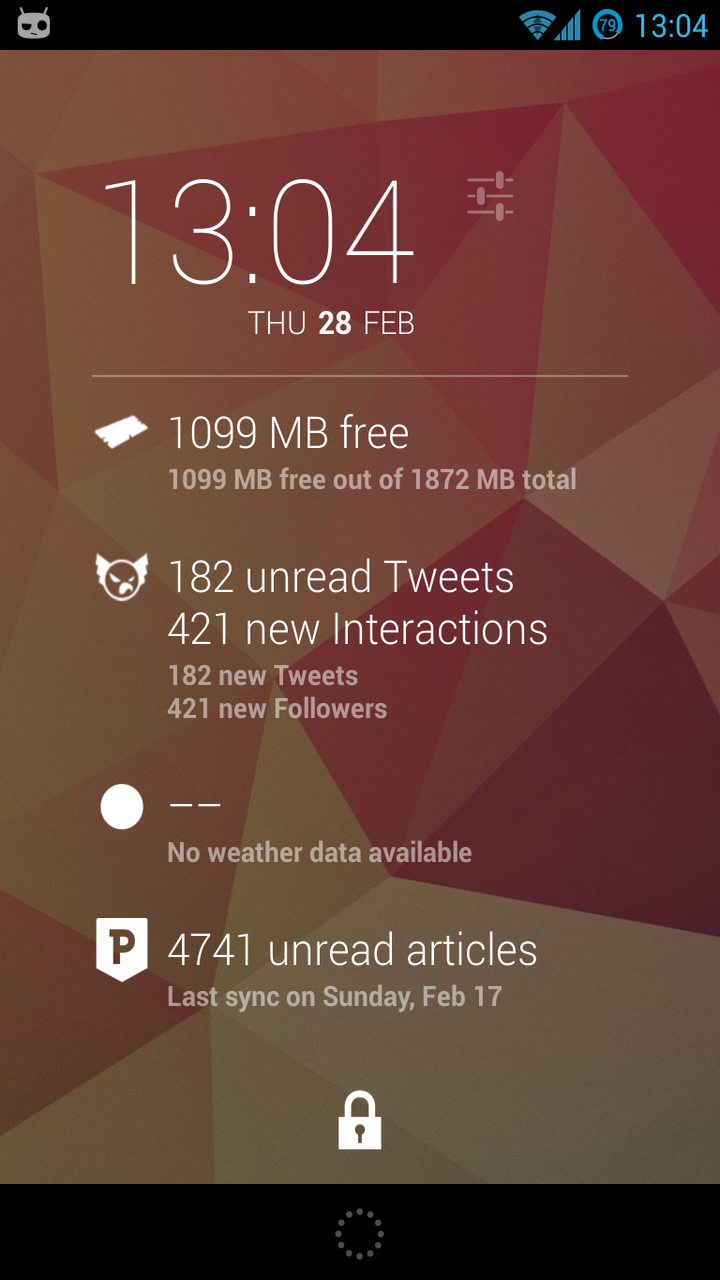 79 13:04
13:04
THU 28 FEB
1099 MB free
1099 MB free out of 1872 MB total
182 unread Tweets
421 new Interactions
182 new Tweets
421 new Followers
––
No weather data available
P 4741 unread articles
Last sync on Sunday, Feb 17